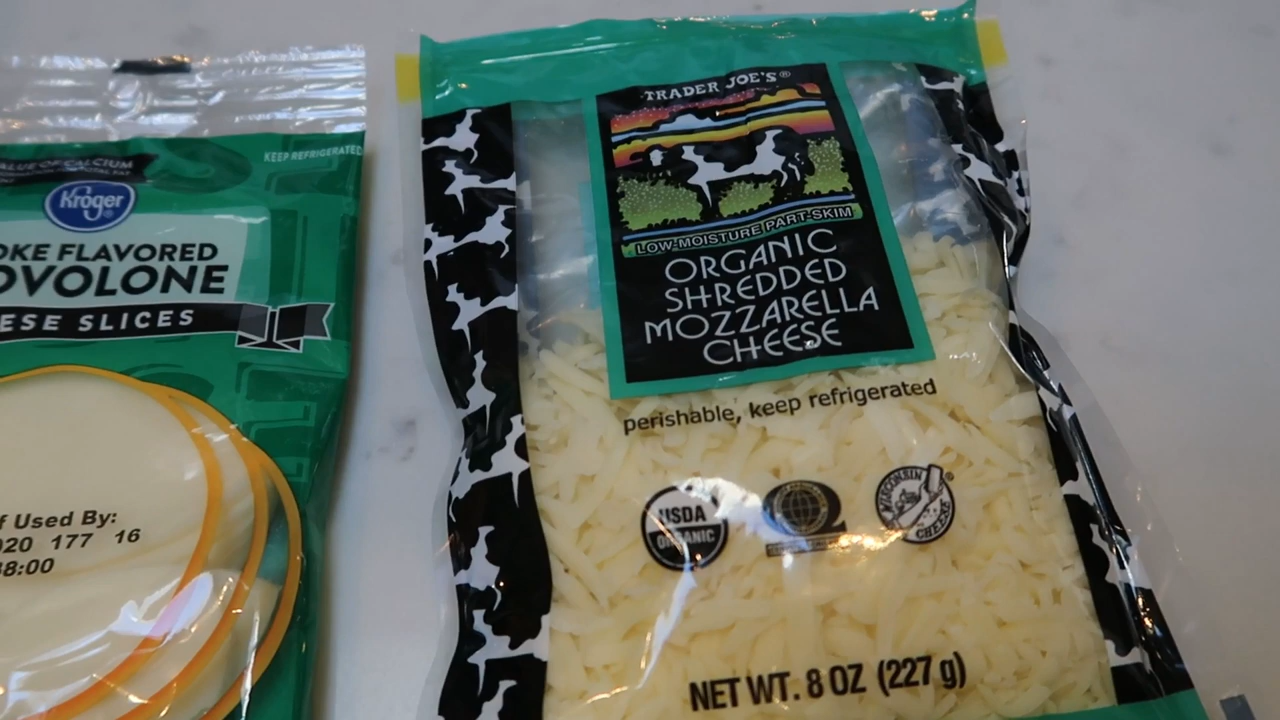 VALUE OF CALCIUM
KEEP REFRIGERATED
Kroger
OKE FLAVORED
OVOLONE
ESE SLICES
f Used By:
020 177 16
8:00
TRADER JOE'S®
LOW-MOISTURE PART-SKIM
ORGANIC
SHREDDED
MOZZARELLA
CHEESE
perishable, keep refrigerated
USDA
ORGANIC
WISCONSIN
CHEESE
NET WT. 8 OZ (227 g)